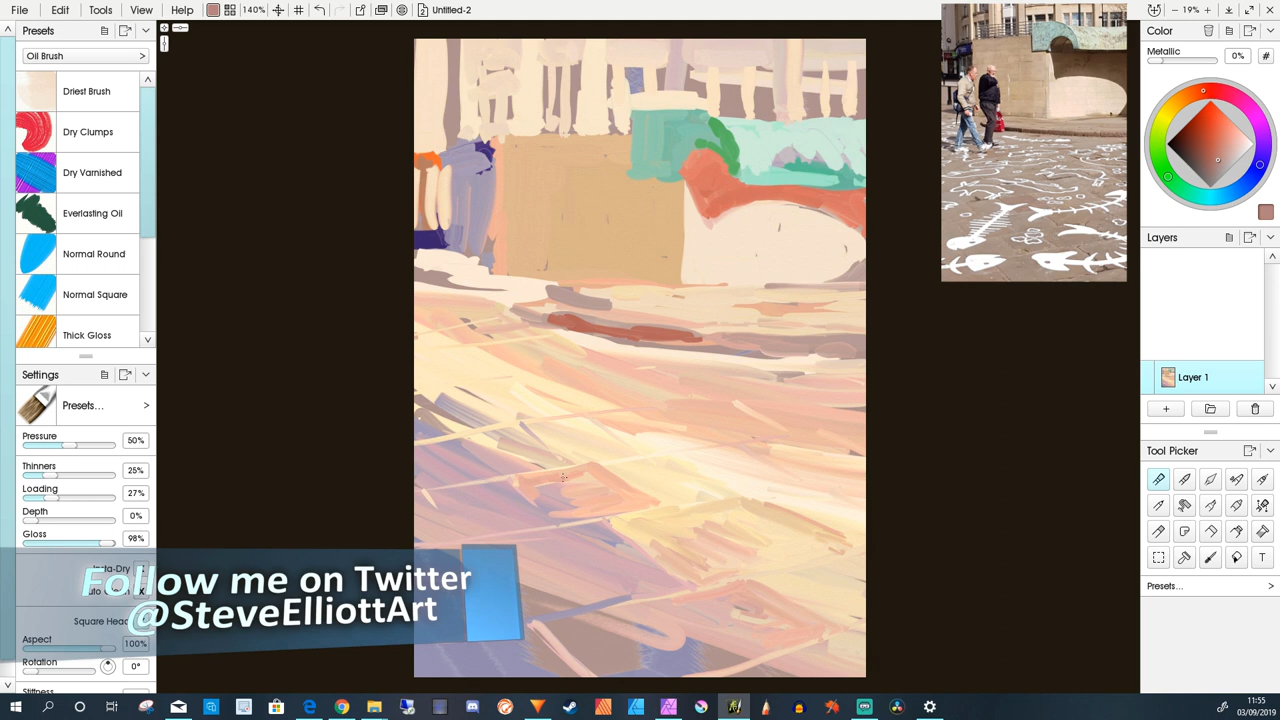 File Edit Tools View Help 140% Untitled-2 19%
Presets
Oil Brush >
Driest Brush
Dry Clumps
Dry Varnished
Everlasting Oil
Normal Round
Normal Square
Thick Gloss
Settings
Presets... >
Pressure 50%
Thinners 25%
Loading 27%
Depth 0%
Gloss 98%
Square Head
Aspect 100%
Rotation 0°
Follow me on Twitter
@SteveElliottArt
Color
Metallic
0% #
Layers
Layer 1
Tool Picker
T
Presets... >
11:55
03/09/2019